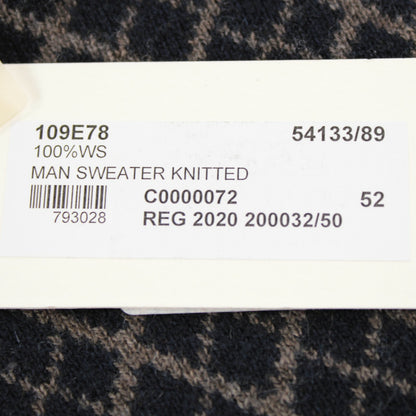 109E78 54133/89
100%WS
MAN SWEATER KNITTED
C0000072 52
793028 REG 2020 200032/50